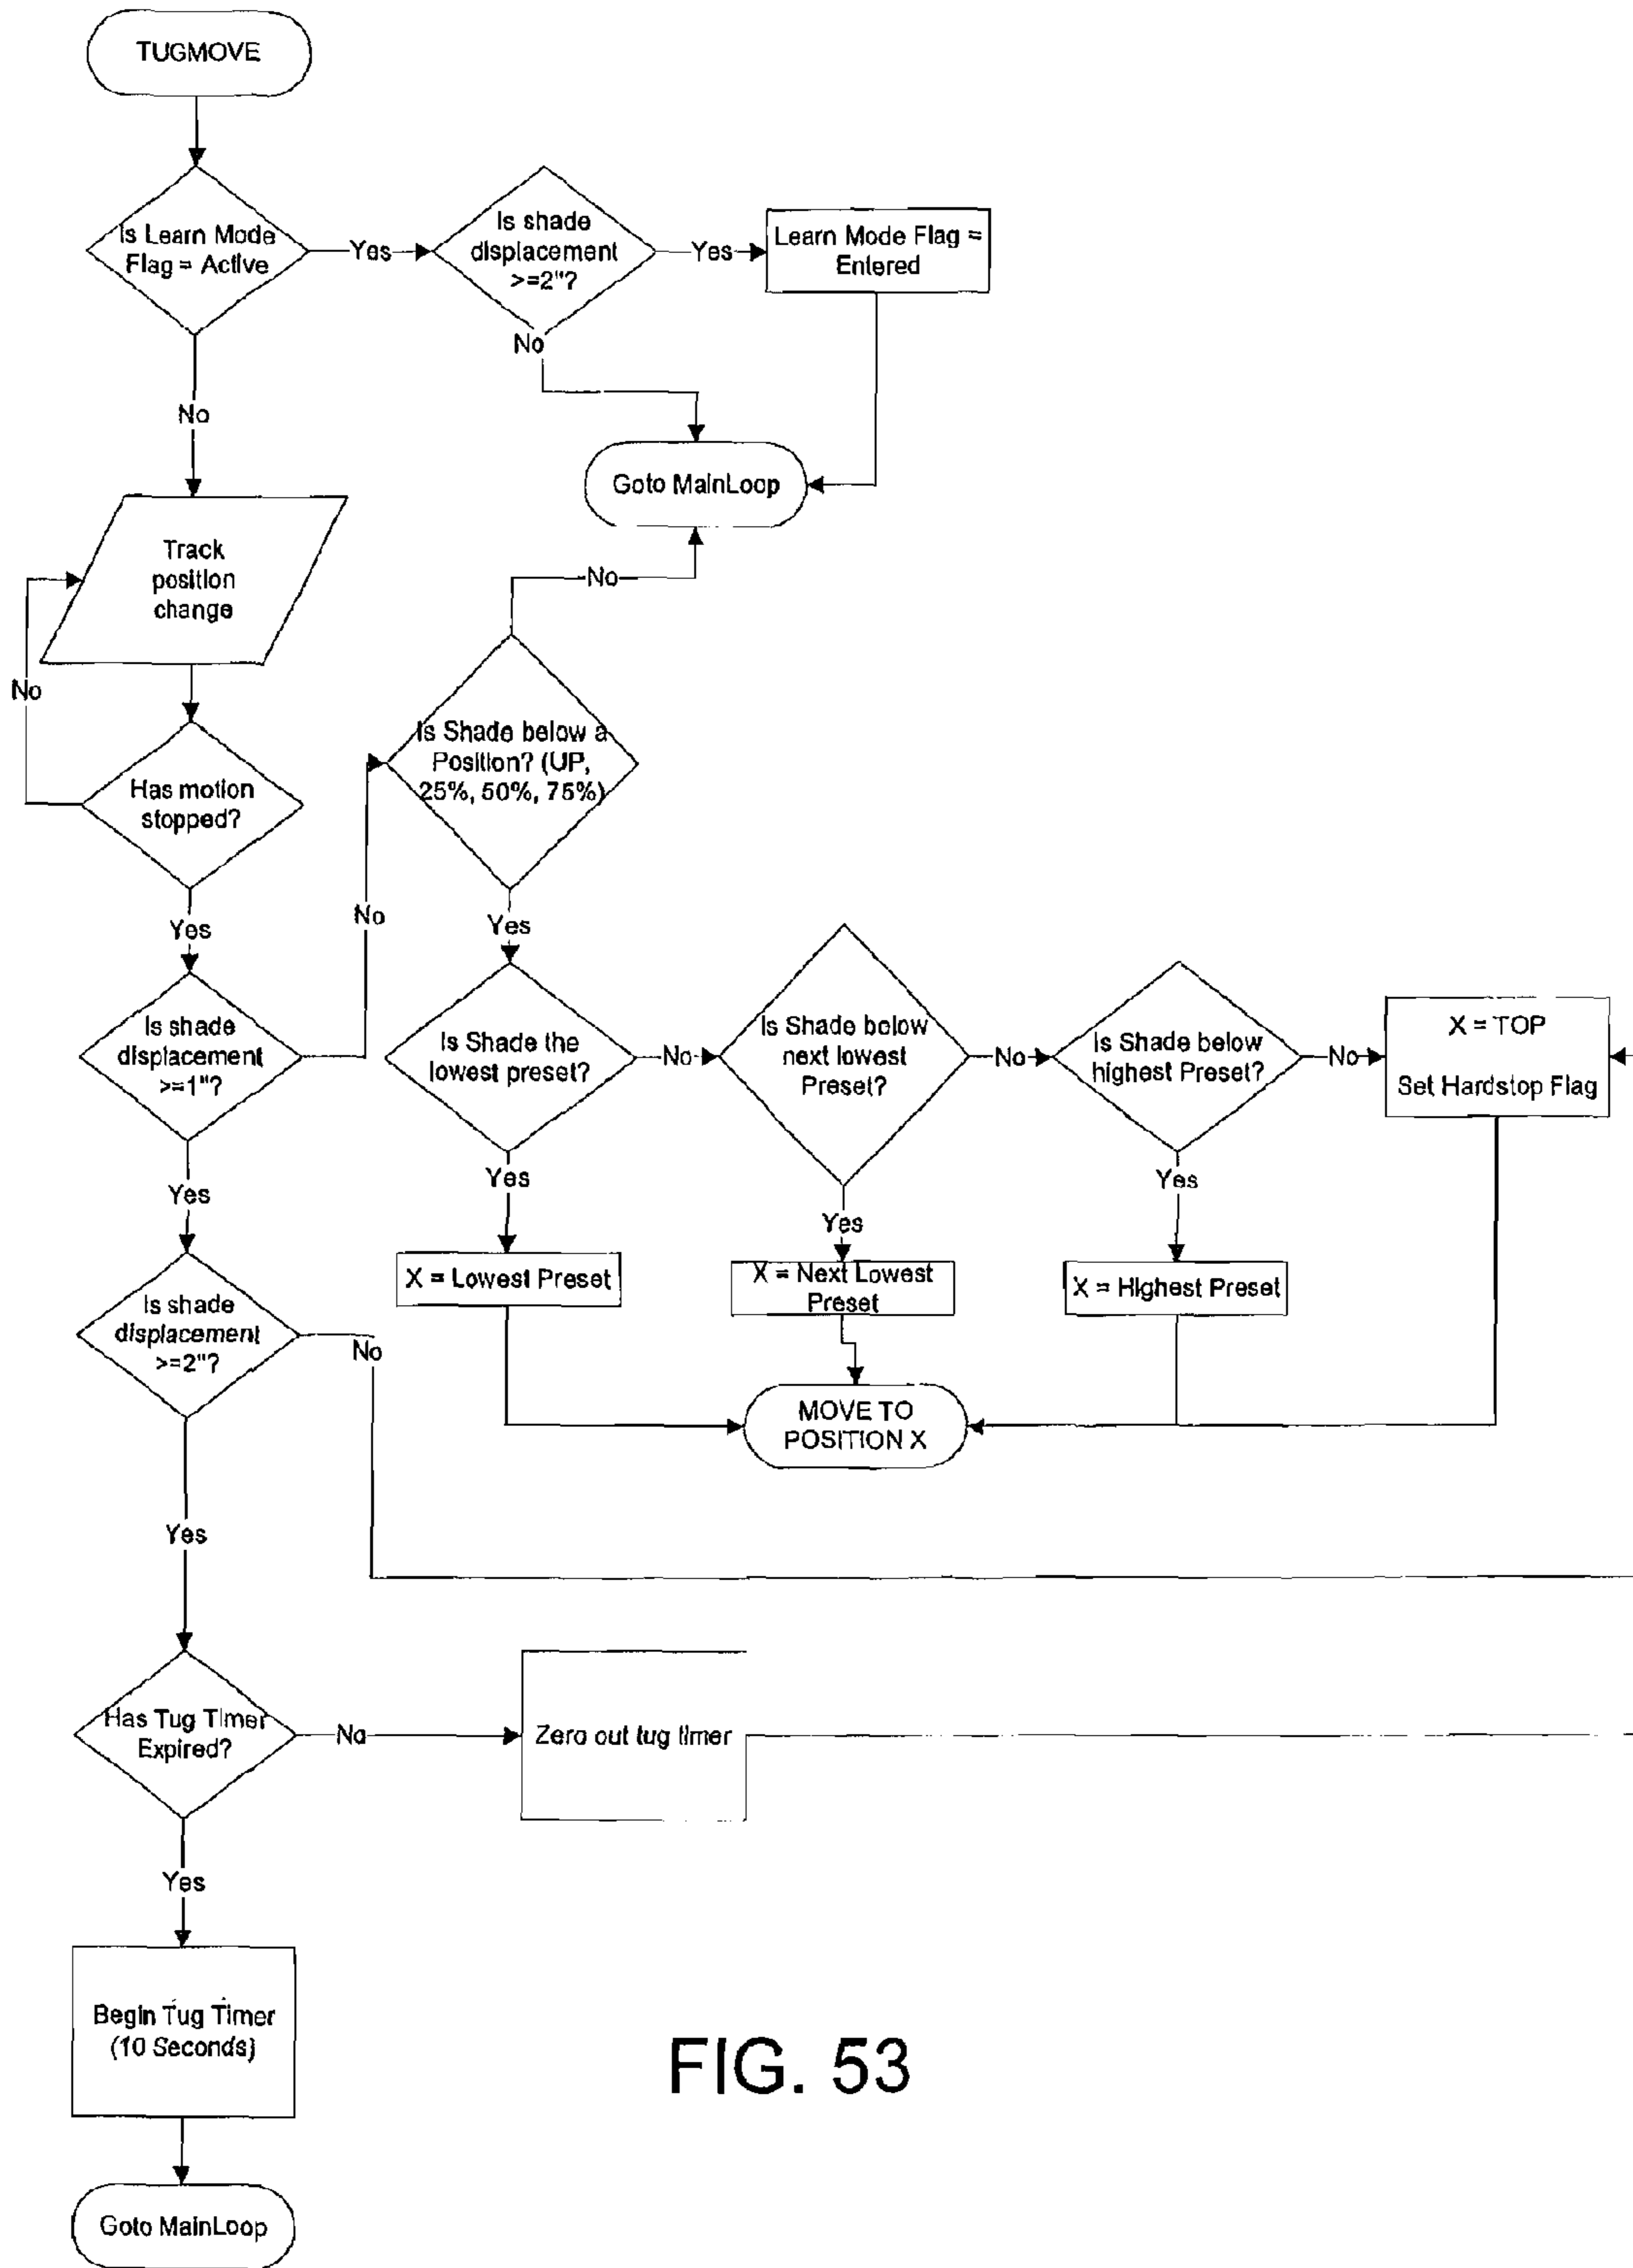 TUGMOVE
Is Learn Mode
Flag = Active
Yes
Is shade
displacement
>=2"?
Yes
Learn Mode Flag =
Entered
No
No
Goto MainLoop
Track
position
change
No
No
Has motion
stopped?
Is Shade below a
Position? (UP,
25%, 50%, 75%)
Yes
No
Yes
Is shade
displacement
>=1"?
Is Shade the
lowest preset?
No
Is Shade below
next lowest
Preset?
No
Is Shade below
highest Preset?
No
X = TOP
Set Hardstop Flag
Yes
Yes
Yes
Yes
X = Lowest Preset
X = Next Lowest
Preset
X = Highest Preset
Is shade
displacement
>=2"?
No
MOVE TO
POSITION X
Yes
Has Tug Timer
Expired?
No
Zero out tug timer
Yes
Begin Tug Timer
(10 Seconds)
Goto MainLoop
FIG. 53